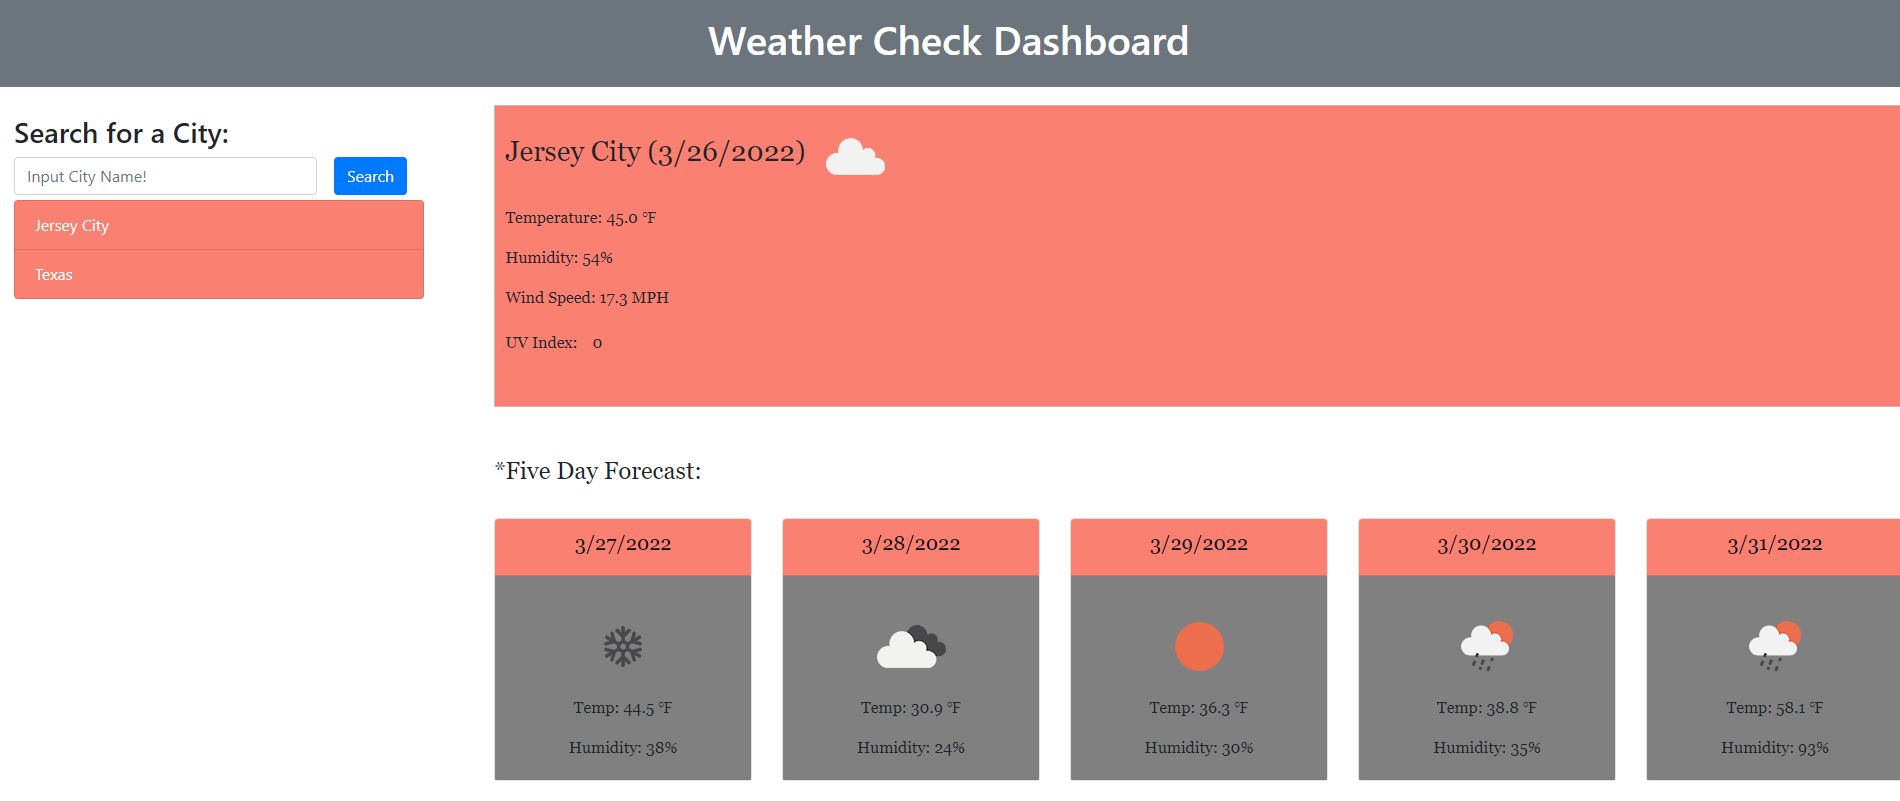 Weather Check Dashboard
Search for a City:
Input City Name!
Search
Jersey City
Texas
Jersey City (3/26/2022)
Temperature: 45.0 °F
Humidity: 54%
Wind Speed: 17.3 MPH
UV Index: 0
*Five Day Forecast:
3/27/2022
Temp: 44.5 °F
Humidity: 38%
3/28/2022
Temp: 30.9 °F
Humidity: 24%
3/29/2022
Temp: 36.3 °F
Humidity: 30%
3/30/2022
Temp: 38.8 °F
Humidity: 35%
3/31/2022
Temp: 58.1 °F
Humidity: 93%